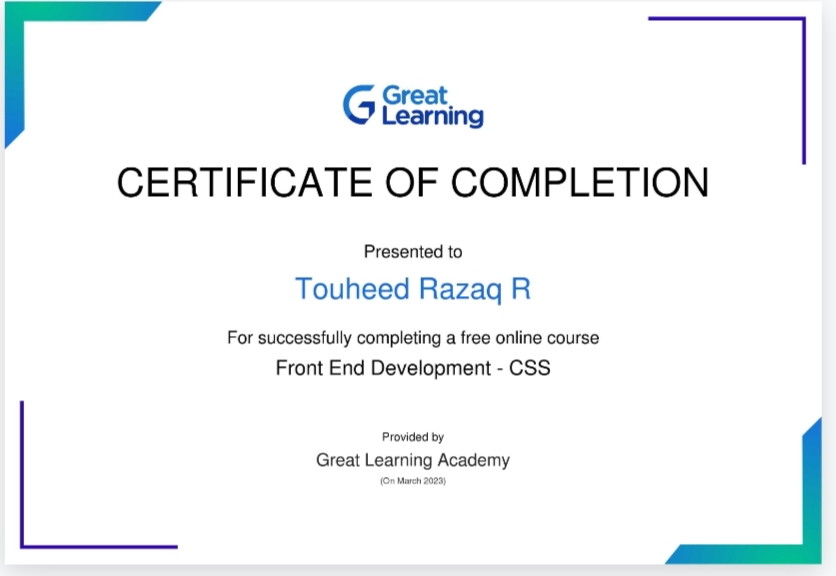 Great
Learning
CERTIFICATE OF COMPLETION
Presented to
Touheed Razaq R
For successfully completing a free online course
Front End Development - CSS
Provided by
Great Learning Academy
(On March 2023)